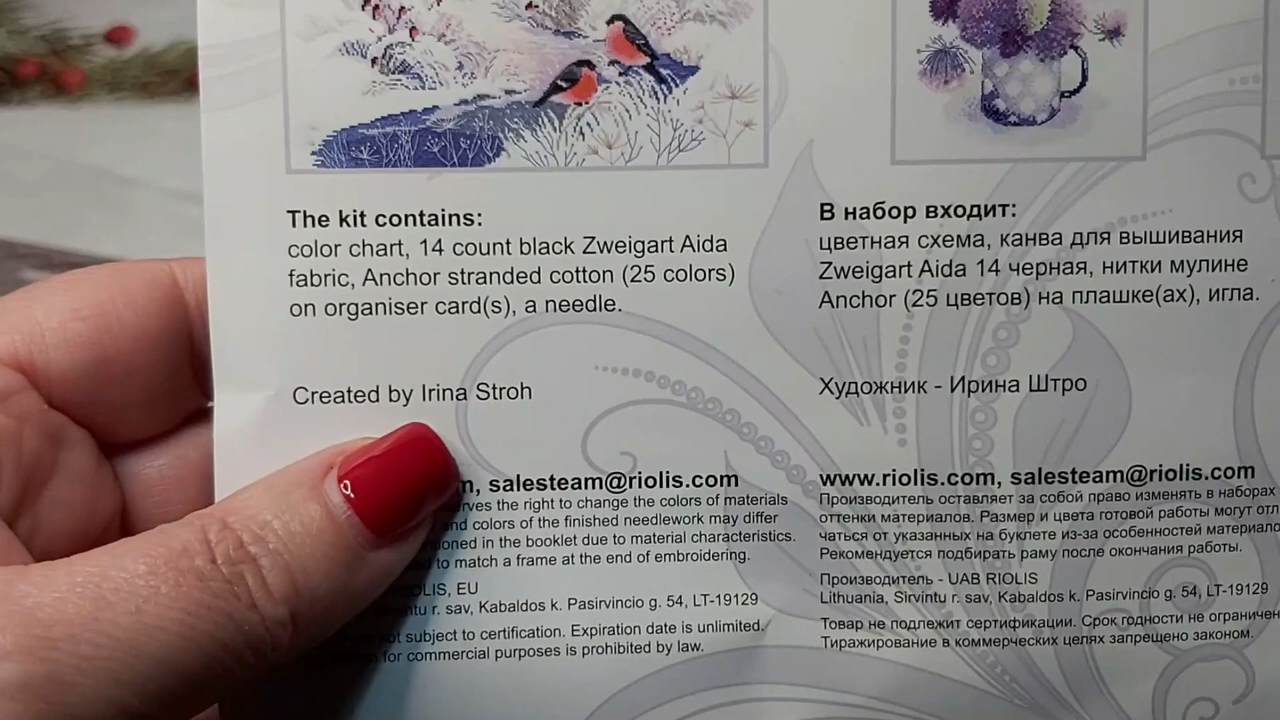 The kit contains:
color chart, 14 count black Zweigart Aida
fabric, Anchor stranded cotton (25 colors)
on organiser card(s), a needle.
Created by Irina Stroh
salesteam@riolis.com
the right to change the colors of materials
and colors of the finished needlework may differ
in the booklet due to material characteristics.
to match a frame at the end of embroidering.
EU
r. sav, Kabaldos k. Pasirvincio g. 54, LT-19129
subject to certification. Expiration date is unlimited.
for commercial purposes is prohibited by law.
В набор входит:
цветная схема, канва для вышивания
Zweigart Aida 14 черная, нитки мулине
Anchor (25 цветов) на плашке(ах), игла.
Художник - Ирина Штро
www.riolis.com, salesteam@riolis.com
Производитель оставляет за собой право изменять в наборах
оттенки материалов. Размер и цвета готовой работы могут отл
чаться от указанных на буклете из-за особенностей материало
Рекомендуется подбирать раму после окончания работы.
Производитель - UAB RIOLIS
Lithuania, Sirvintu r. sav, Kabaldos k. Pasirvincio g. 54, LT-19129
Товар не подлежит сертификации. Срок годности не ограничен
Тиражирование в коммерческих целях запрещено законом.